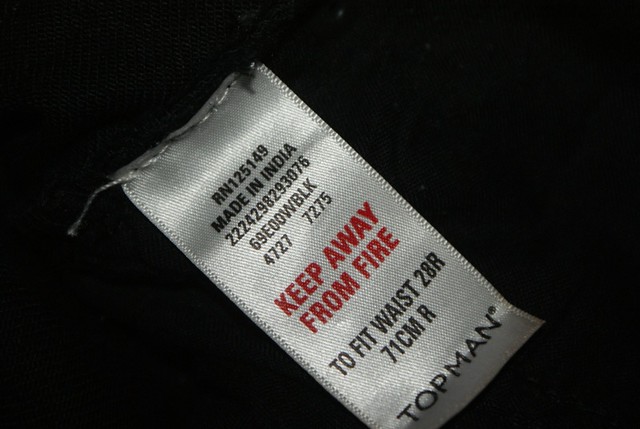 RN125149
MADE IN INDIA
2224298293076
69E00WBLK
4727 7275
KEEP AWAY
FROM FIRE
TO FIT WAIST 28R
71CM R
TOPMAN®